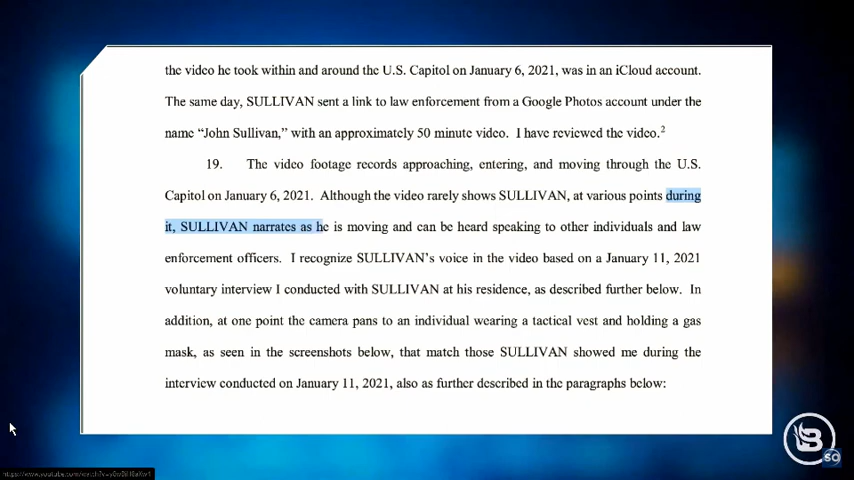 the video he took within and around the U.S. Capitol on January 6, 2021, was in an iCloud account.
The same day, SULLIVAN sent a link to law enforcement from a Google Photos account under the
name “John Sullivan,” with an approximately 50 minute video.  I have reviewed the video.2
19. The video footage records approaching, entering, and moving through the U.S.
Capitol on January 6, 2021.  Although the video rarely shows SULLIVAN, at various points during
it, SULLIVAN narrates as he is moving and can be heard speaking to other individuals and law
enforcement officers.  I recognize SULLIVAN’s voice in the video based on a January 11, 2021
voluntary interview I conducted with SULLIVAN at his residence, as described further below.  In
addition, at one point the camera pans to an individual wearing a tactical vest and holding a gas
mask, as seen in the screenshots below, that match those SULLIVAN showed me during the
interview conducted on January 11, 2021, also as further described in the paragraphs below:
B